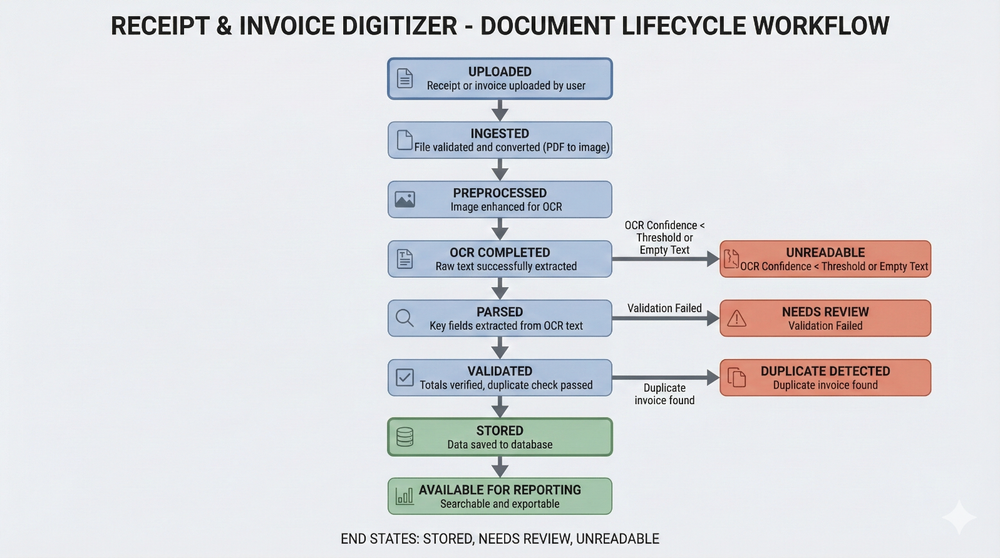 RECEIPT & INVOICE DIGITIZER - DOCUMENT LIFECYCLE WORKFLOW
UPLOADED
Receipt or invoice uploaded by user
INGESTED
File validated and converted (PDF to image)
PREPROCESSED
Image enhanced for OCR
OCR COMPLETED
Raw text successfully extracted
OCR Confidence <
Threshold or
Empty Text
UNREADABLE
OCR Confidence < Threshold or Empty Text
PARSED
Key fields extracted from OCR text
Validation Failed
NEEDS REVIEW
Validation Failed
VALIDATED
Totals verified, duplicate check passed
Duplicate
invoice found
DUPLICATE DETECTED
Duplicate invoice found
STORED
Data saved to database
AVAILABLE FOR REPORTING
Searchable and exportable
END STATES: STORED, NEEDS REVIEW, UNREADABLE